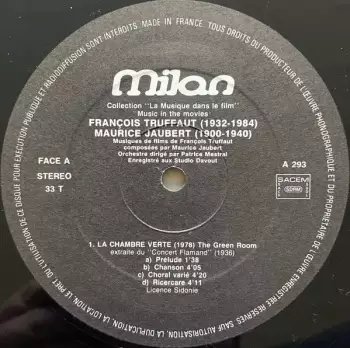 MADE IN FRANCE. TOUS DROITS DU PRODUCTEUR DE L'ŒUVRE PHONOGRAPHIQUE ET DU PROPRIETAIRE DE L'ŒUVRE ENREGISTREE RESERVES. SAUF AUTORISATION, LA DUPLICATION, LA LOCATION, LE PRET OU L'UTILISATION DE CE DISQUE POUR EXECUTION PUBLIQUE ET RADIODIFFUSION SONT INTERDITS.
milan
Collection "La Musique dans le film"
Music in the movies
FRANÇOIS TRUFFAUT (1932-1984)
MAURICE JAUBERT (1900-1940)
Musiques de films de François Truffaut
composées par Maurice Jaubert
Orchestre dirigé par Patrice Mestral
Enregistré aux Studio Davout
FACE A
STEREO
33 T
A 293
SACEM
SDRM
1. LA CHAMBRE VERTE (1978) The Green Room
extraite du "Concert Flamand" (1936)
a) Prelude 1'38
b) Chanson 4'05
c) Choral varié 4'20
d) Ricercare 4'11
Licence Sidonie